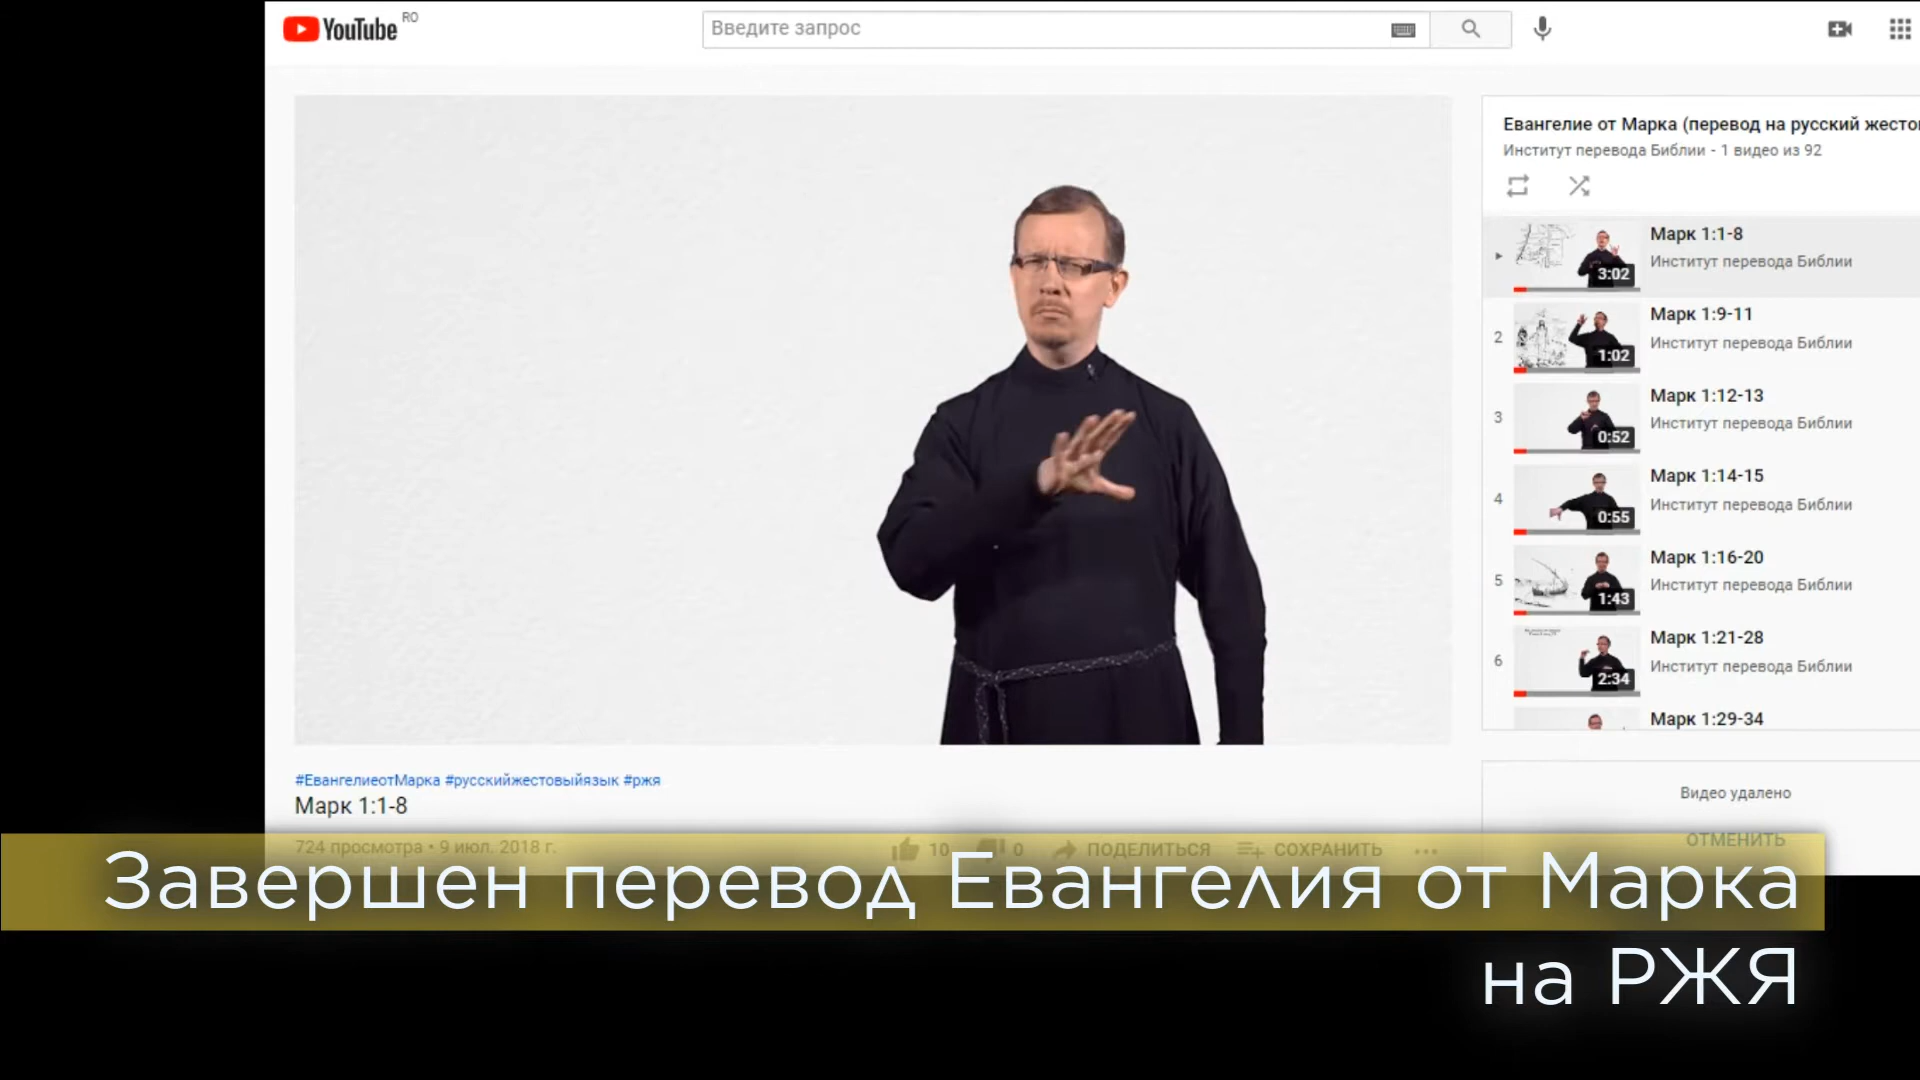 YouTube RO
Введите запрос
Евангелие от Марка (перевод на русский жесто
Институт перевода Библии - 1 видео из 92
Марк 1:1-8
Институт перевода Библии
3:02
2
Марк 1:9-11
Институт перевода Библии
1:02
3
Марк 1:12-13
Институт перевода Библии
0:52
4
Марк 1:14-15
Институт перевода Библии
0:55
5
Марк 1:16-20
Институт перевода Библии
1:43
6
Марк 1:21-28
Институт перевода Библии
2:34
Марк 1:29-34
#ЕвангелиеотМарка #русскийжестовыйязык #ржя
Марк 1:1-8
724 просмотра • 9 июл. 2018 г.
10
0
ПОДЕЛИТЬСЯ
СОХРАНИТЬ
Видео удалено
ОТМЕНИТЬ
Завершен перевод Евангелия от Марка
на РЖЯ